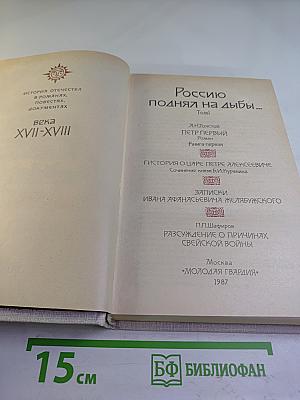 ИСТОРИЯ ОТЕЧЕСТВА
В РОМАНАХ,
ПОВЕСТЯХ,
ДОКУМЕНТАХ
века
XVII-XVIII
Россию
поднял на дыбы...
Том I
А.Н.Толстой
ПЕТР ПЕРВЫЙ
Роман
Книга первая
ГИСТОРИЯ О ЦАРЕ ПЕТРЕ АЛЕКСЕЕВИЧЕ
Сочинение князя Б.И.Куракина
ЗАПИСКИ
ИВАНА АФАНАСЬЕВИЧА ЖЕЛЯБУЖСКОГО
П.П.Шафиров
РАССУЖДЕНИЕ О ПРИЧИНАХ
СВЕЙСКОЙ ВОЙНЫ
Москва
«МОЛОДАЯ ГВАРДИЯ»
1987
15 см
БФ БИБЛИОФАН